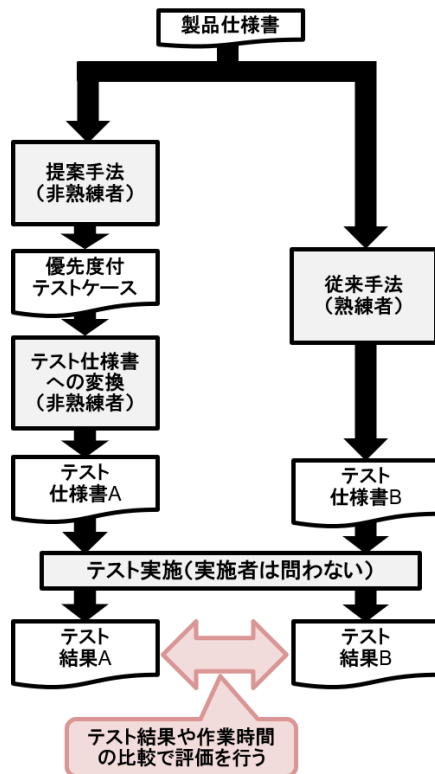 製品仕様書
提案手法
(非熟練者)
優先度付
テストケース
テスト仕様書
への変換
(非熟練者)
テスト
仕様書A
従来手法
(熟練者)
テスト
仕様書B
テスト実施(実施者は問わない)
テスト
結果A
テスト
結果B
テスト結果や作業時間
の比較で評価を行う